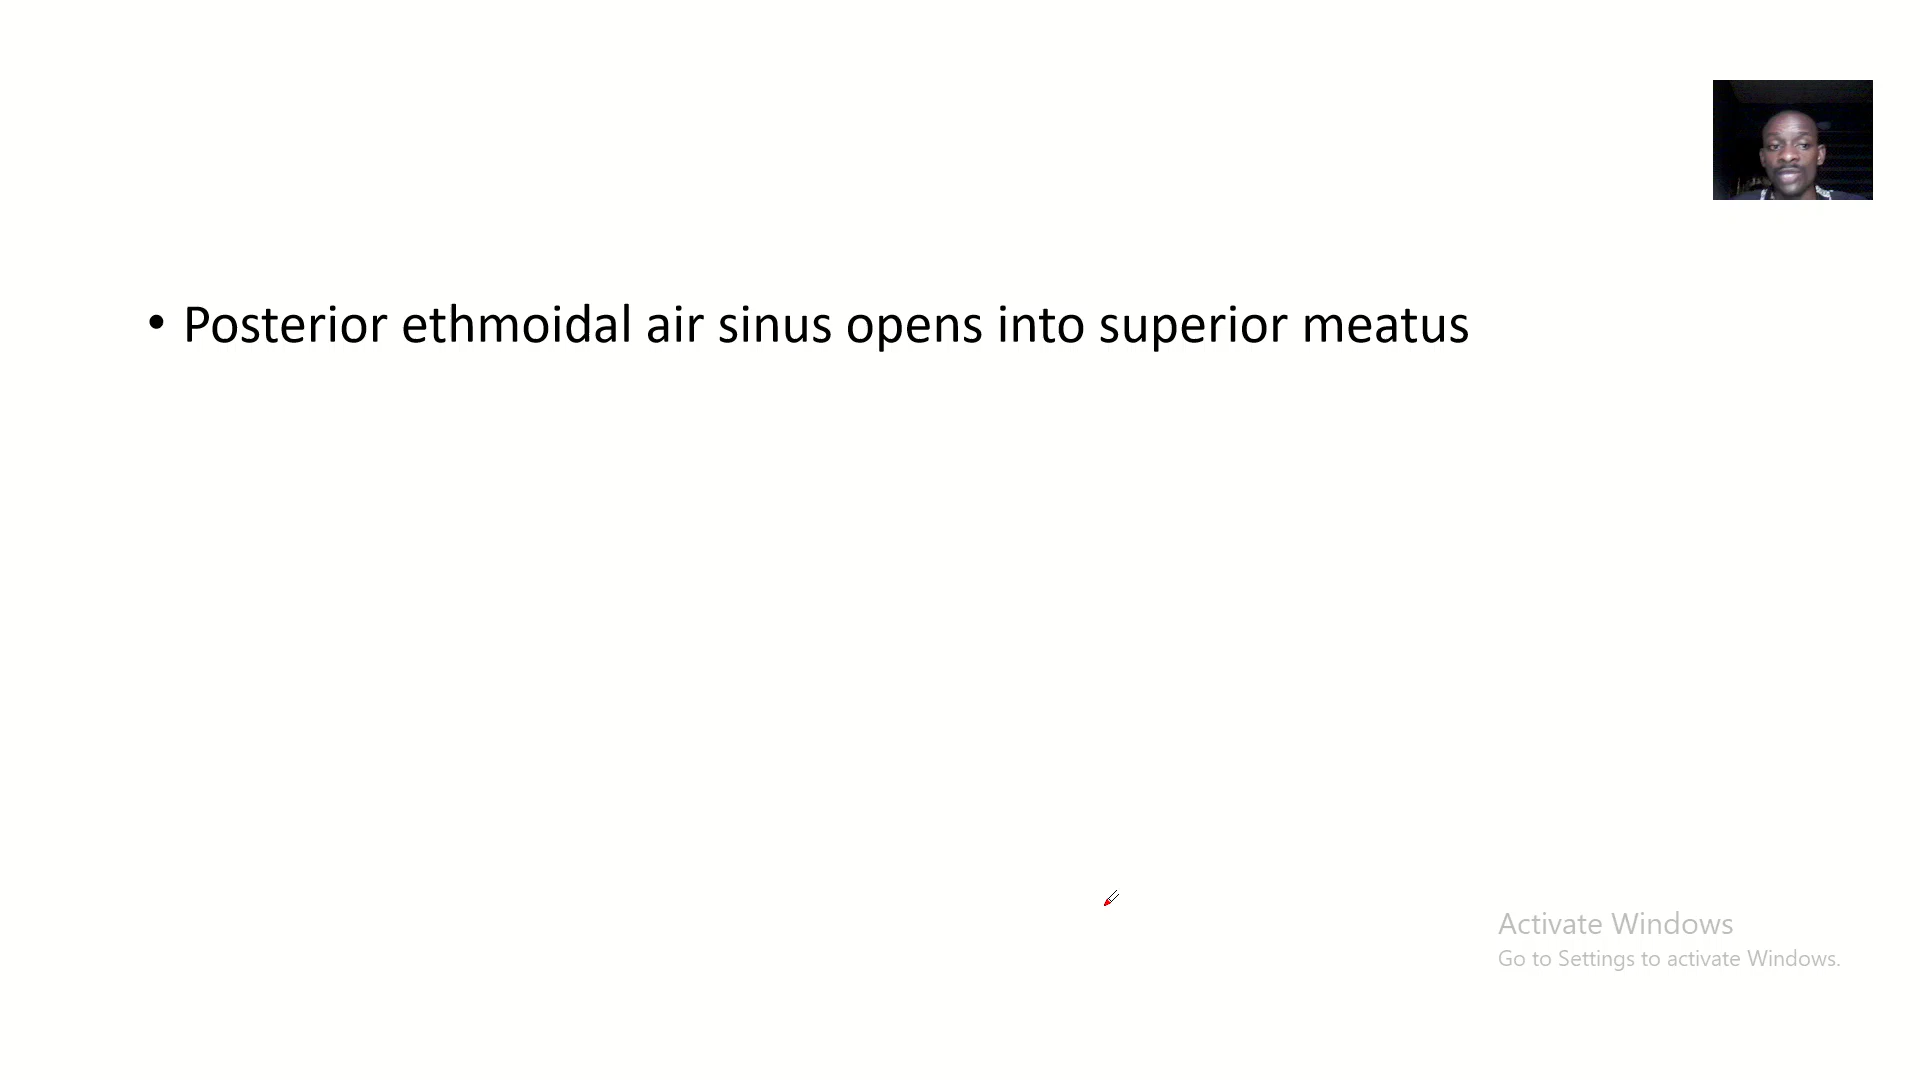 • Posterior ethmoidal air sinus opens into superior meatus
Activate Windows
Go to Settings to activate Windows.